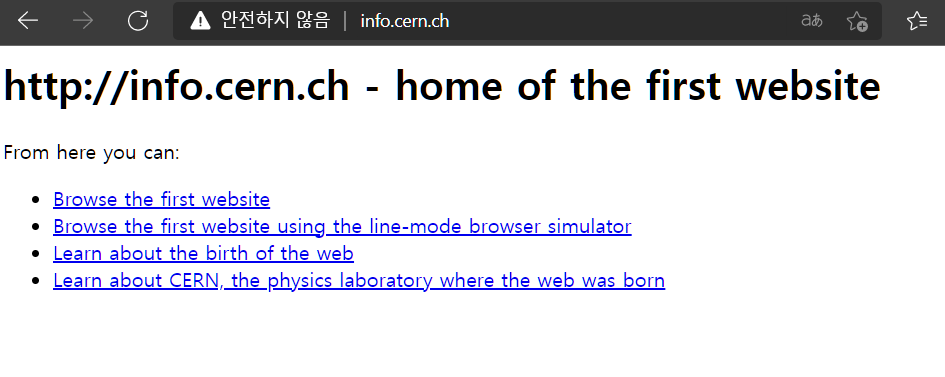 안전하지 않음 | info.cern.ch aあ
http://info.cern.ch - home of the first website
From here you can:
• Browse the first website
• Browse the first website using the line-mode browser simulator
• Learn about the birth of the web
• Learn about CERN, the physics laboratory where the web was born